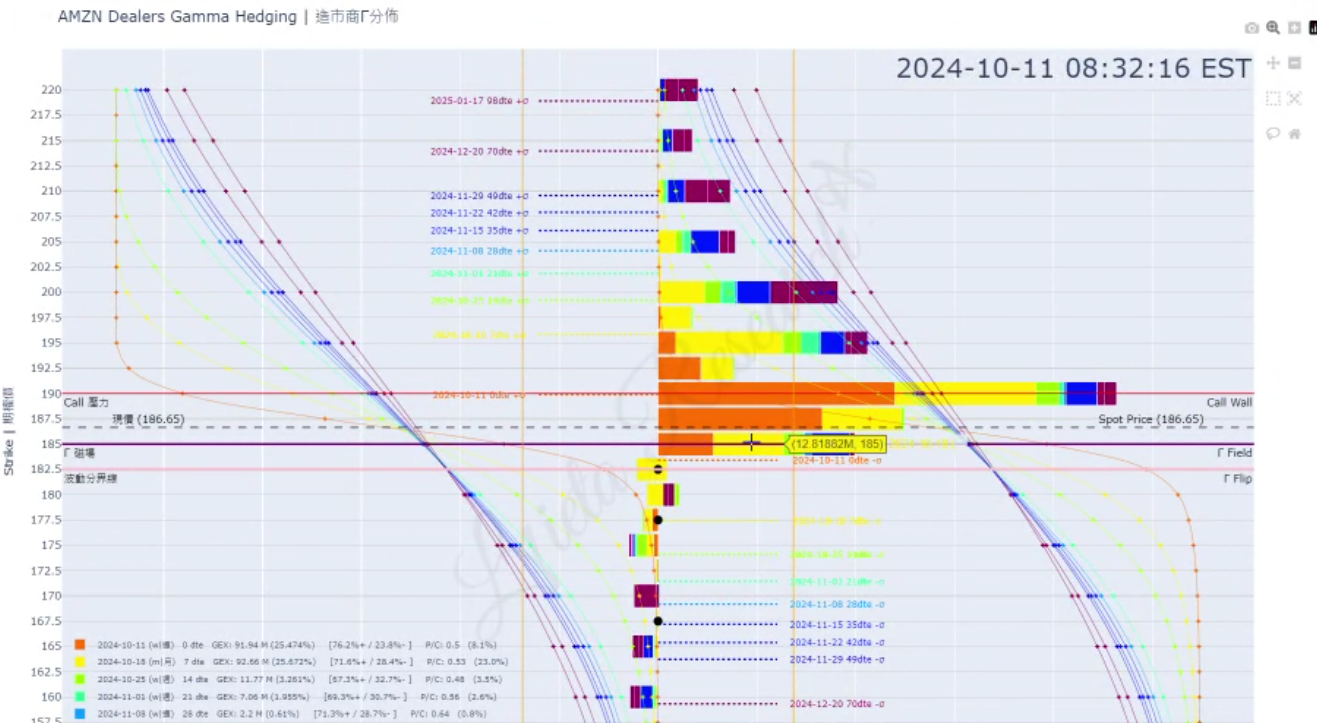 AMZN Dealers Gamma Hedging | 造市商Γ分佈
2024-10-11 08:32:16 EST
220
217.5
215
212.5
210
207.5
205
202.5
200
197.5
195
192.5
190
187.5
185
182.5
180
177.5
175
172.5
170
167.5
165
162.5
160
157.5
Strike | 期權價
2025-01-17 98dte +σ
2024-12-20 70dte +σ
2024-11-29 49dte +σ
2024-11-22 42dte +σ
2024-11-15 35dte +σ
2024-11-08 28dte +σ
2024-11-01 21dte +σ
2024-10-25 14dte +σ
2024-10-11 0dte +σ
Call 壓力
Call Wall
現價 (186.65)
Spot Price (186.65)
(12.81882M, 185)
Γ 磁場
Γ Field
2024-10-11 0dte -σ
波動分界線
Γ Flip
2024-10-25 14dte -σ
2024-11-01 21dte -σ
2024-11-08 28dte -σ
2024-11-15 35dte -σ
2024-11-22 42dte -σ
2024-11-29 49dte -σ
2024-12-20 70dte -σ
2024-10-11 (w|週) 0 dte GEX: 91.94 M (25.474%) [76.2%+ / 23.8%- ] P/C: 0.5 (8.1%)
2024-10-18 (m|月) 7 dte GEX: 92.66 M (25.672%) [71.6%+ / 28.4%- ] P/C: 0.53 (23.0%)
2024-10-25 (w|週) 14 dte GEX: 11.77 M (3.261%) [67.3%+ / 32.7%- ] P/C: 0.48 (3.5%)
2024-11-01 (w|週) 21 dte GEX: 7.06 M (1.955%) [69.3%+ / 30.7%- ] P/C: 0.56 (2.6%)
2024-11-08 (w|週) 28 dte GEX: 2.2 M (0.61%) [71.3%+ / 28.7%- ] P/C: 0.64 (0.8%)